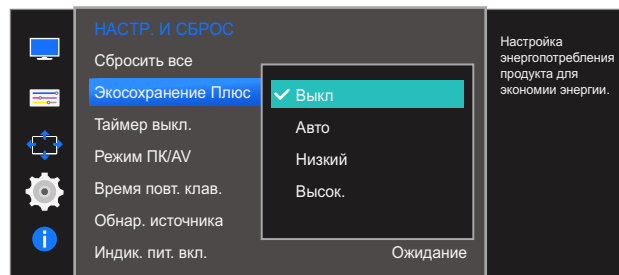 НАСТР. И СБРОС
Сбросить все
Экосохранение Плюс
Выкл
Таймер выкл.
Авто
Режим ПК/AV
Низкий
Время повт. клав.
Высок.
Обнар. источника
Индик. пит. вкл.
Ожидание
Настройка
энергопотребления
продукта для
экономии энергии.